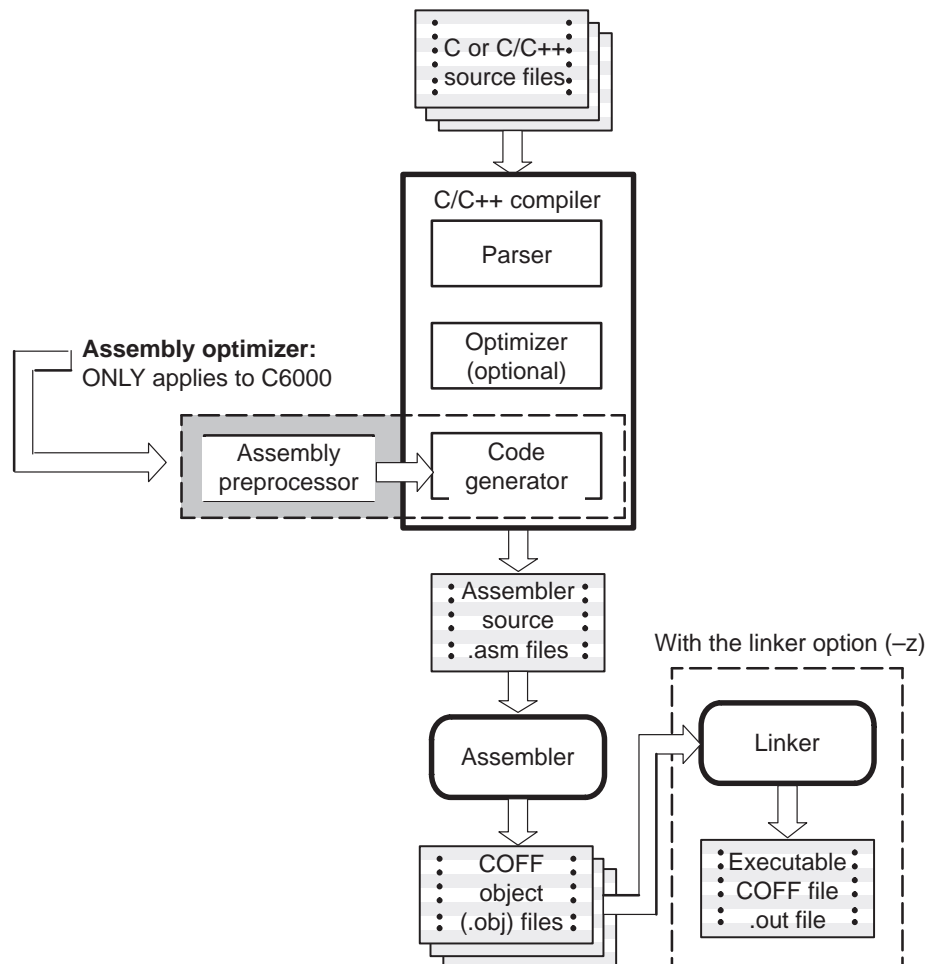 C or C/C++
source files
C/C++ compiler
Parser
Optimizer
(optional)
Assembly optimizer:
ONLY applies to C6000
Assembly
preprocessor
Code
generator
Assembler
source
.asm files
With the linker option (–z)
Assembler
Linker
COFF
object
(.obj) files
Executable
COFF file
.out file